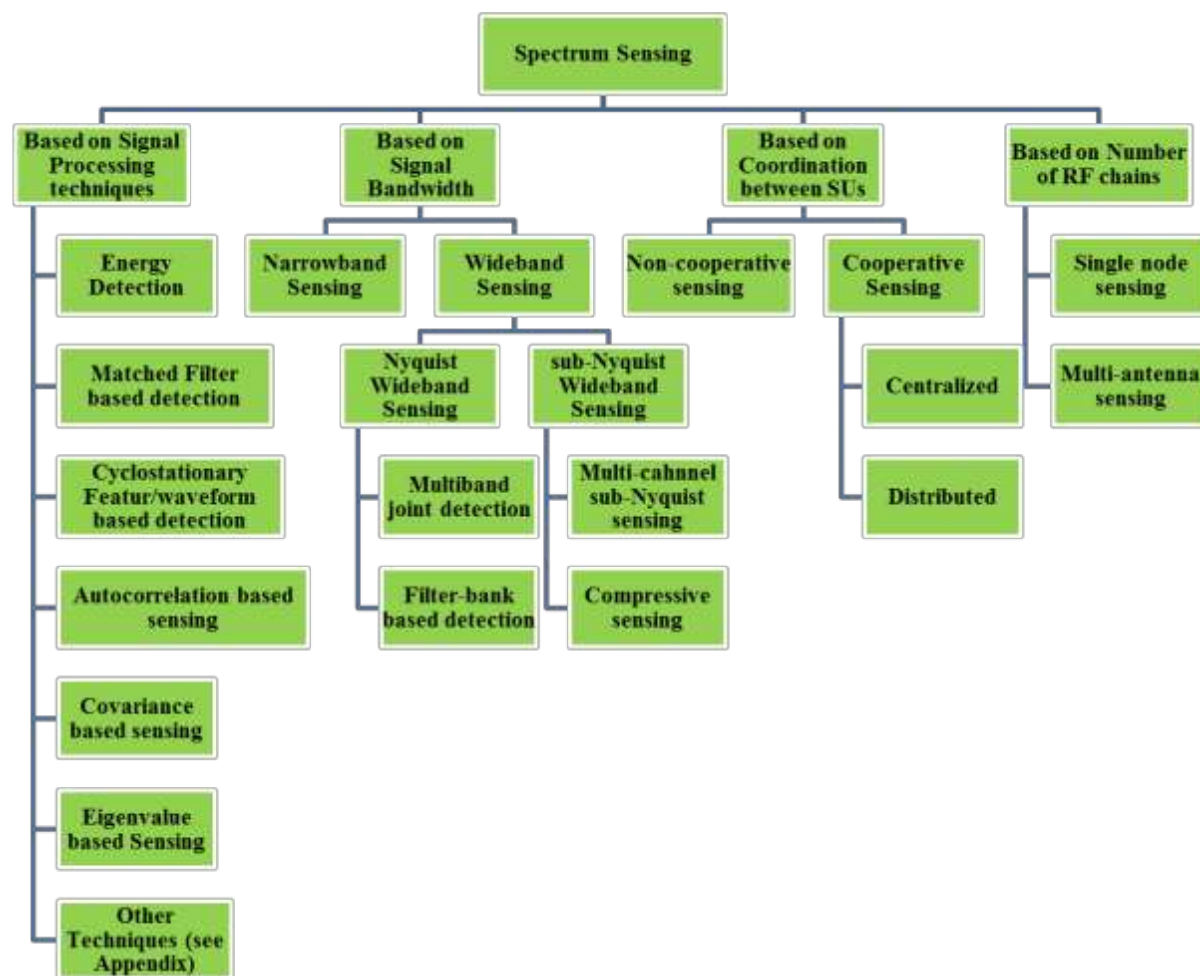 Spectrum Sensing
Based on Signal
Processing
techniques
Based on
Signal
Bandwidth
Based on
Coordination
between SUs
Based on Number
of RF chains
Energy
Detection
Narrowband
Sensing
Wideband
Sensing
Non-cooperative
sensing
Cooperative
Sensing
Single node
sensing
Matched Filter
based detection
Nyquist
Wideband
Sensing
sub-Nyquist
Wideband
Sensing
Centralized
Multi-antenna
sensing
Cyclostationary
Featur/waveform
based detection
Multiband
joint detection
Multi-cahnnel
sub-Nyquist
sensing
Distributed
Autocorrelation based
sensing
Filter-bank
based detection
Compressive
sensing
Covariance
based sensing
Eigenvalue
based Sensing
Other
Techniques (see
Appendix)